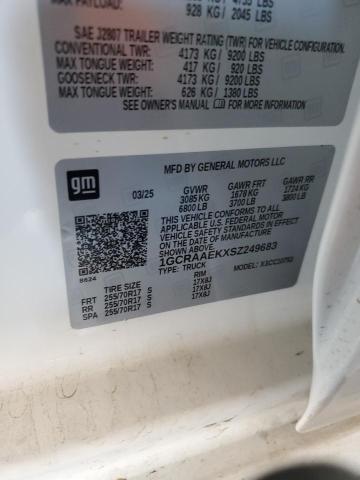 928 KG / 2045 LBS
SAE J2807 TRAILER WEIGHT RATING (TWR) FOR VEHICLE CONFIGURATION.
CONVENTIONAL TWR: 4173 KG / 9200 LBS
MAX TONGUE WEIGHT: 417 KG / 920 LBS
GOOSENECK TWR: 4173 KG / 9200 LBS
MAX TONGUE WEIGHT: 626 KG / 1380 LBS
SEE OWNER'S MANUAL FOR MORE INFORMATION
gm
MFD BY GENERAL MOTORS LLC
03/25 GVWR GAWR FRT GAWR RR
3085 KG 1678 KG 1724 KG
6800 LB 3700 LB 3800 LB
THIS VEHICLE CONFORMS TO ALL
APPLICABLE U.S. FEDERAL MOTOR
VEHICLE SAFETY STANDARDS IN EFFECT ON
THE DATE OF MANUFACTURE SHOWN ABOVE.
1GCRAAEKXSZ249683
TYPE: TRUCK MODEL:
TIRE SIZE RIM
FRT 255/70R17 S 17X8J
RR 255/70R17 S 17X8J
SPA 255/70R17 S 17X8J